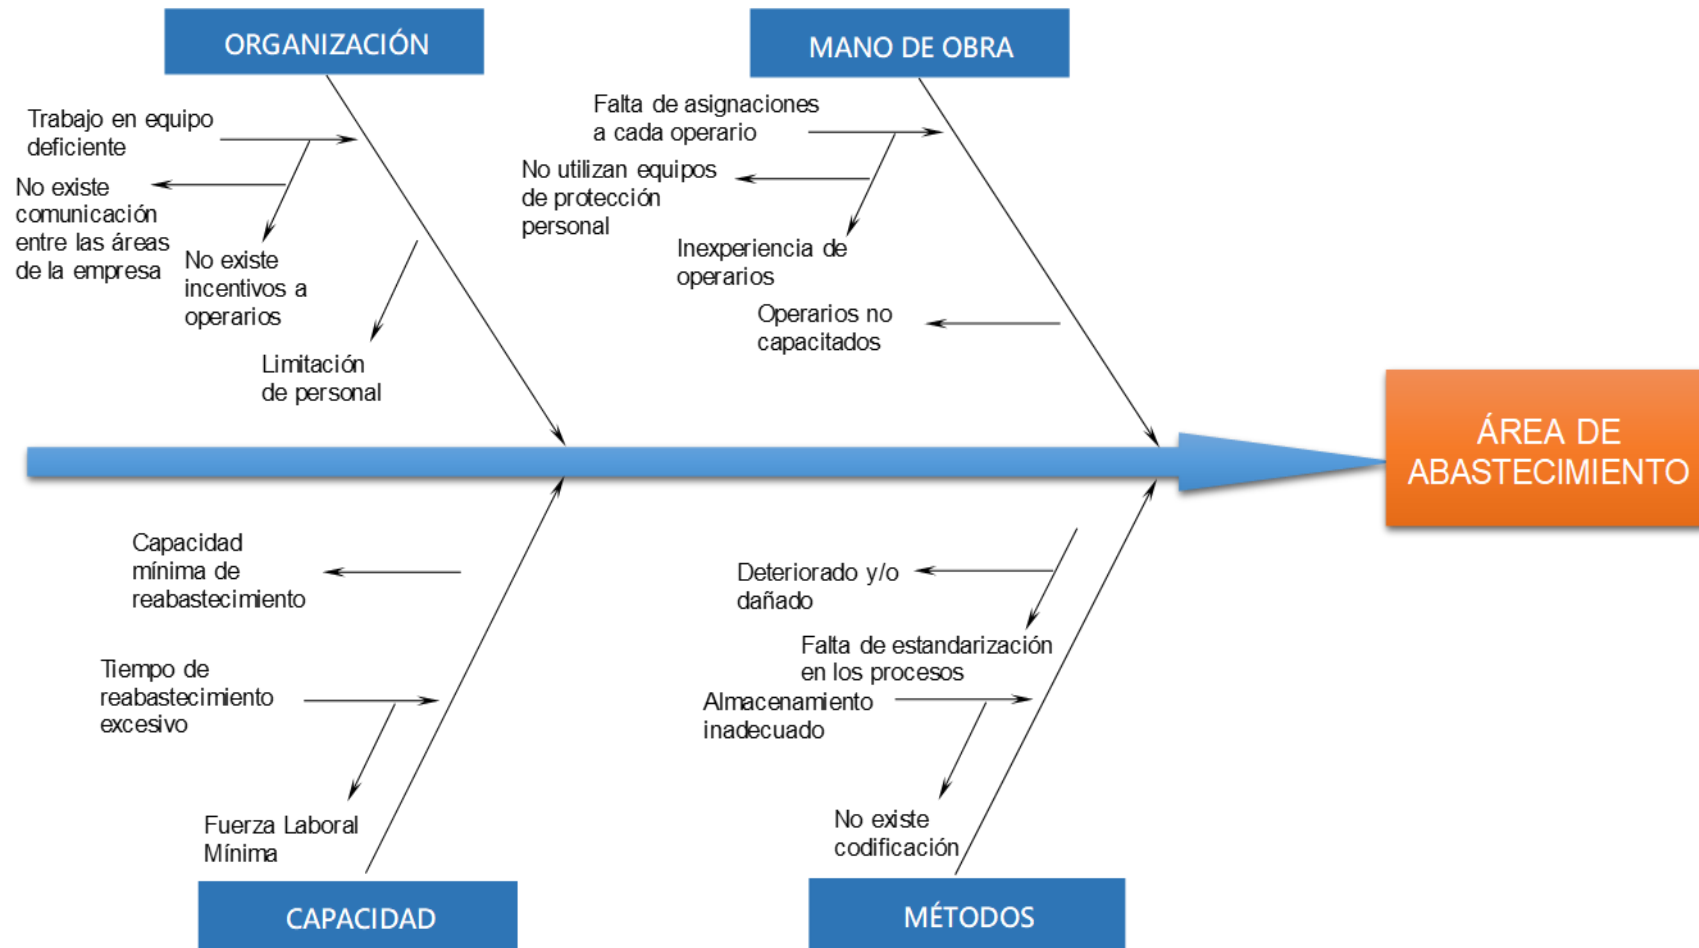 ORGANIZACIÓN
MANO DE OBRA
Trabajo en equipo
deficiente
No existe
comunicación
entre las áreas
de la empresa
No existe
incentivos a
operarios
Limitación
de personal
Falta de asignaciones
a cada operario
No utilizan equipos
de protección
personal
Inexperiencia de
operarios
Operarios no
capacitados
ÁREA DE
ABASTECIMIENTO
Capacidad
mínima de
reabastecimiento
Tiempo de
reabastecimiento
excesivo
Fuerza Laboral
Mínima
Deteriorado y/o
dañado
Falta de estandarización
en los procesos
Almacenamiento
inadecuado
No existe
codificación
CAPACIDAD
MÉTODOS